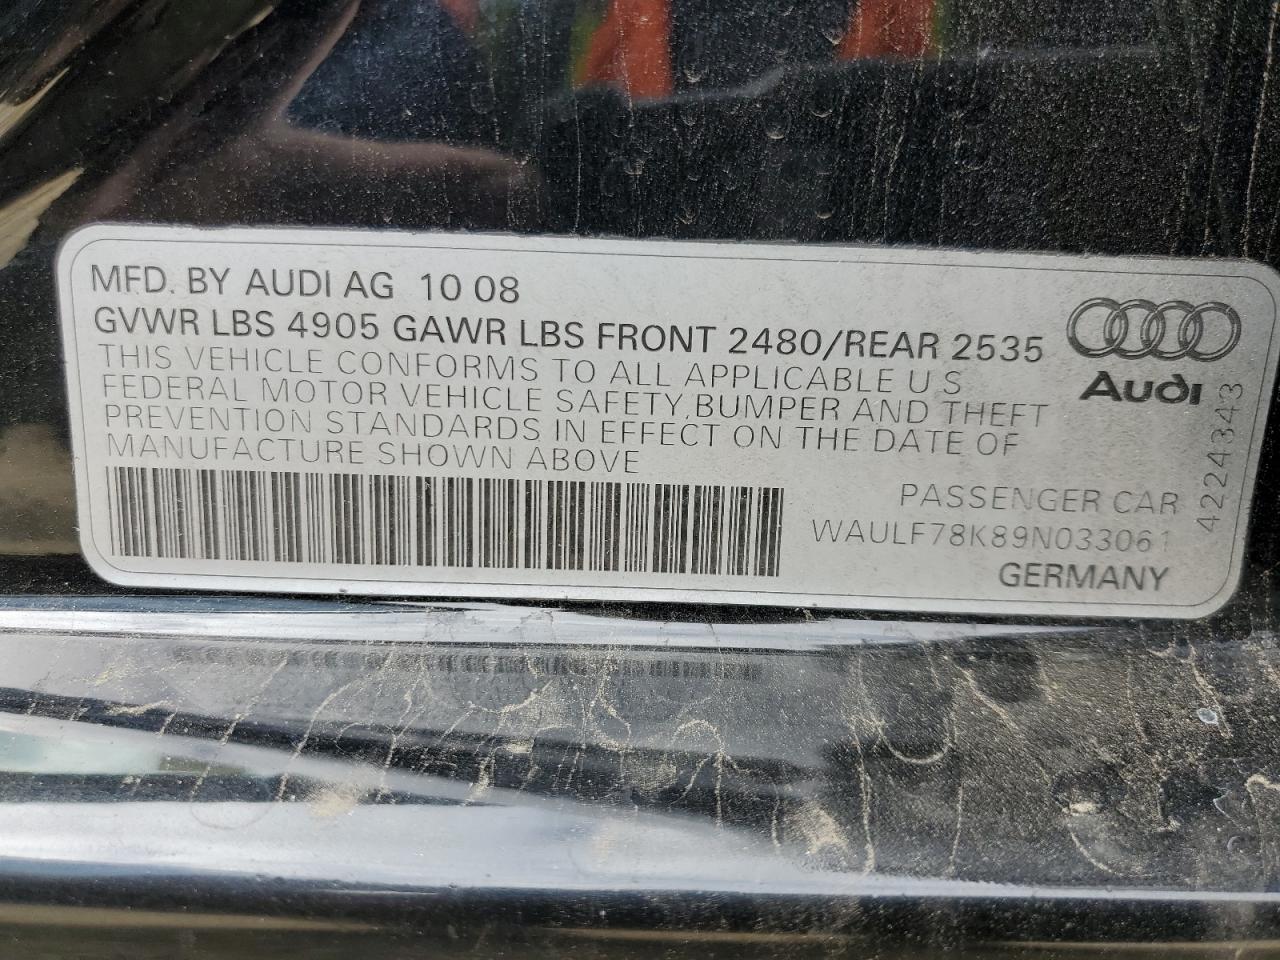 MFD. BY AUDI AG 10 08
GVWR LBS 4905 GAWR LBS FRONT 2480/REAR 2535
THIS VEHICLE CONFORMS TO ALL APPLICABLE U S
FEDERAL MOTOR VEHICLE SAFETY, BUMPER AND THEFT
PREVENTION STANDARDS IN EFFECT ON THE DATE OF
MANUFACTURE SHOWN ABOVE
Audi
PASSENGER CAR
WAULF78K89N033061
GERMANY
4224343